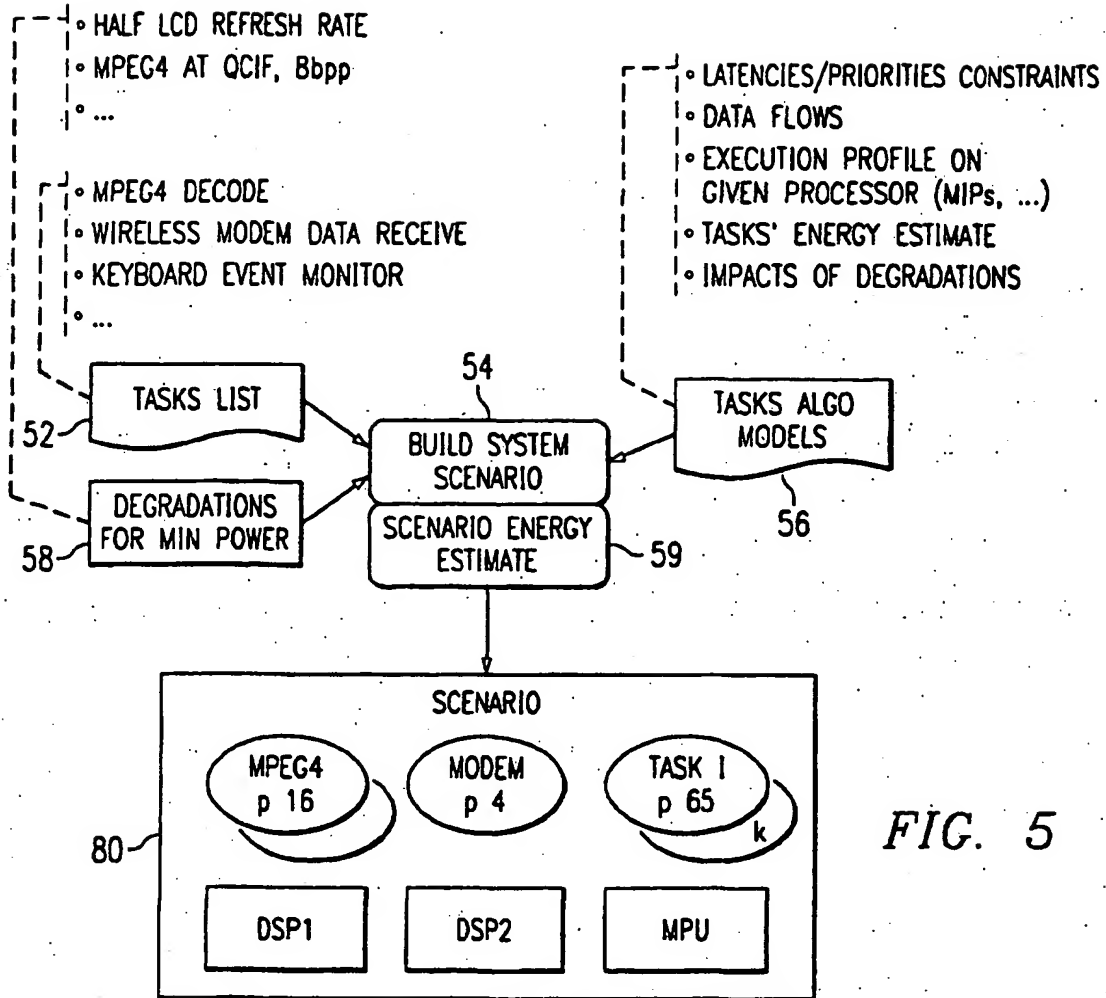 ∘ HALF LCD REFRESH RATE
∘ MPEG4 AT QCIF, 8bpp
∘ ...
∘ MPEG4 DECODE
∘ WIRELESS MODEM DATA RECEIVE
∘ KEYBOARD EVENT MONITOR
∘ ...
∘ LATENCIES/PRIORITIES CONSTRAINTS
∘ DATA FLOWS
∘ EXECUTION PROFILE ON
GIVEN PROCESSOR (MIPs, ...)
∘ TASKS' ENERGY ESTIMATE
∘ IMPACTS OF DEGRADATIONS
TASKS LIST
52
DEGRADATIONS
FOR MIN POWER
58
54
BUILD SYSTEM
SCENARIO
SCENARIO ENERGY
ESTIMATE
59
TASKS ALGO
MODELS
56
SCENARIO
MPEG4
p 16
MODEM
p 4
TASK I
p 65
k
80
DSP1
DSP2
MPU
FIG. 5